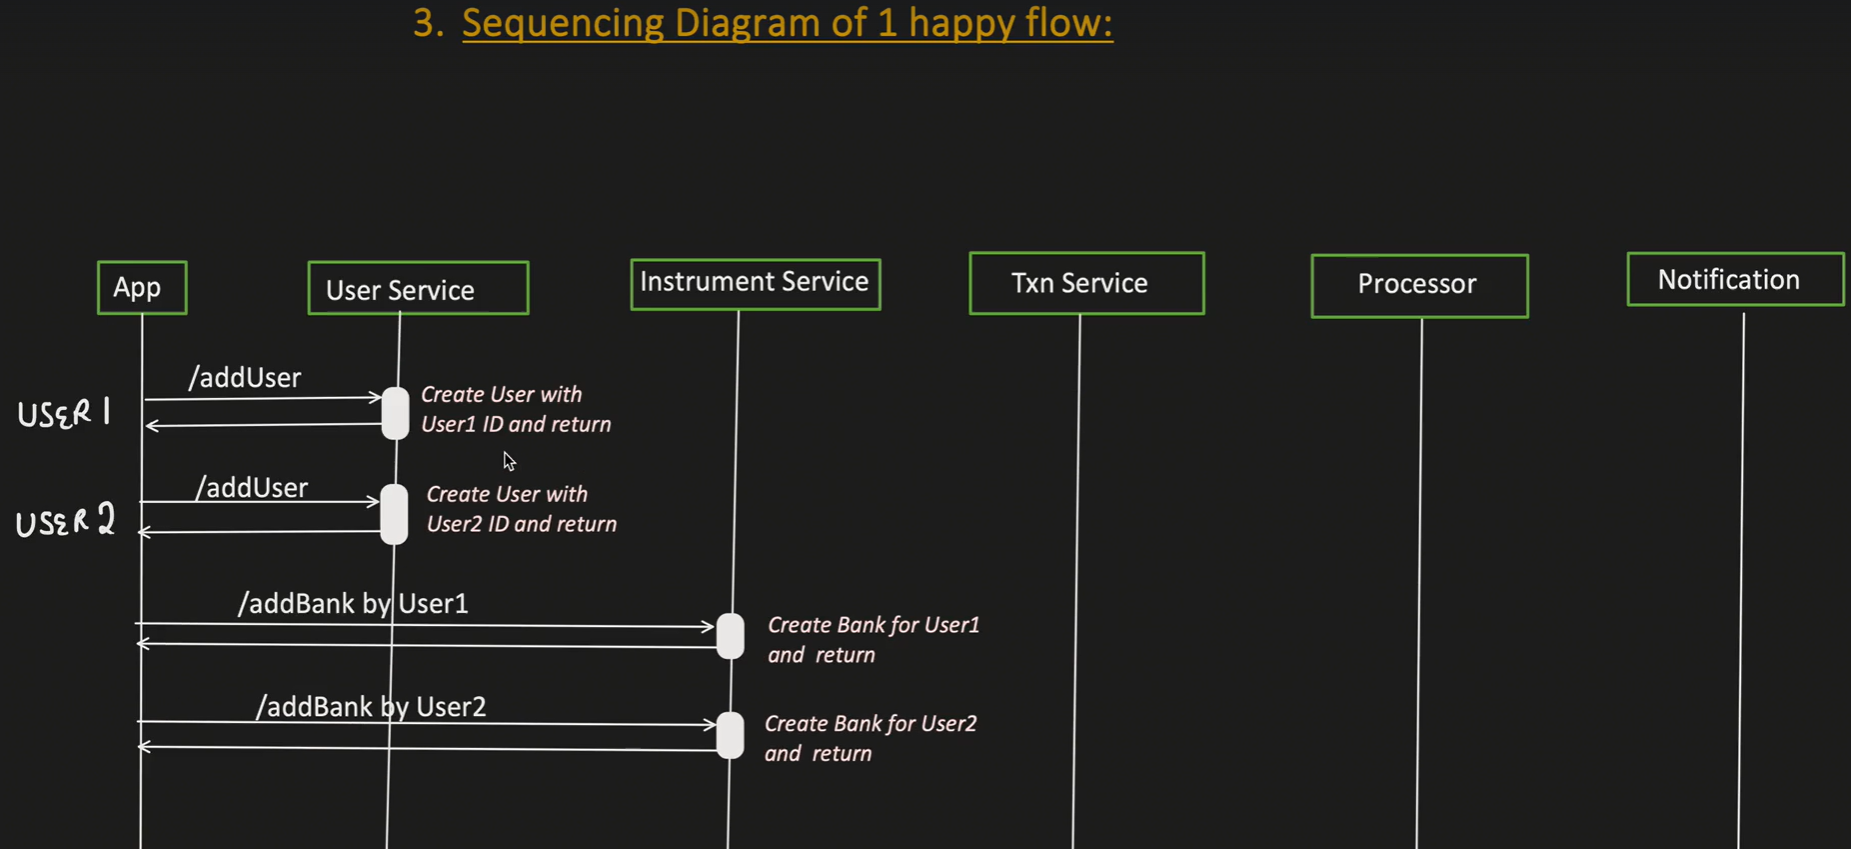 3. Sequencing Diagram of 1 happy flow:
App
User Service
Instrument Service
Txn Service
Processor
Notification
/addUser
USER 1
Create User with
User1 ID and return
/addUser
USER 2
Create User with
User2 ID and return
/addBank by User1
Create Bank for User1
and return
/addBank by User2
Create Bank for User2
and return